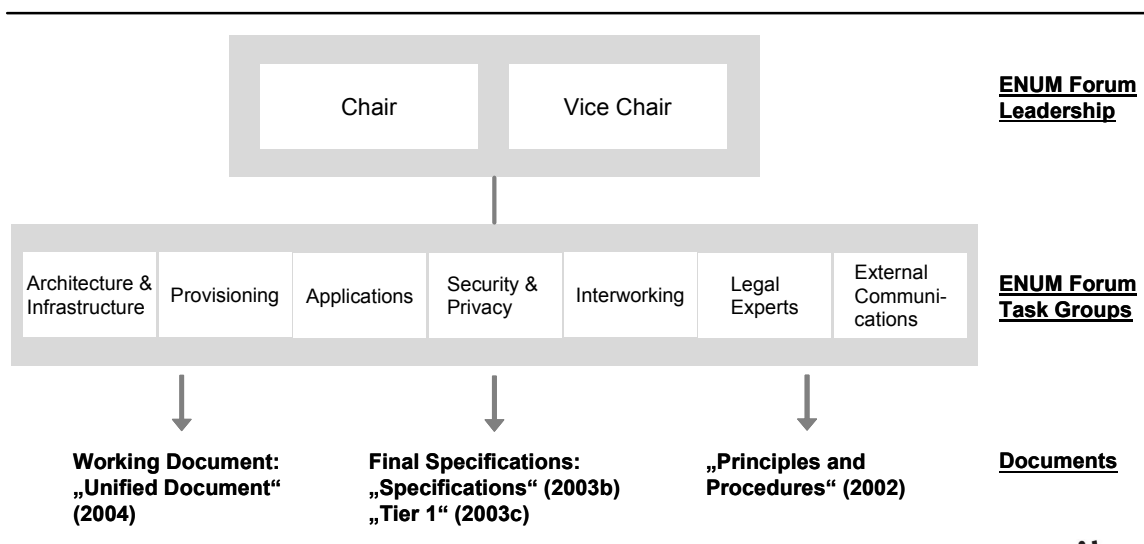 Chair
Vice Chair
ENUM Forum
Leadership
Architecture &
Infrastructure
Provisioning
Applications
Security &
Privacy
Interworking
Legal
Experts
External
Communi-
cations
ENUM Forum
Task Groups
Working Document:
„Unified Document“
(2004)
Final Specifications:
„Specifications“ (2003b)
„Tier 1“ (2003c)
„Principles and
Procedures“ (2002)
Documents